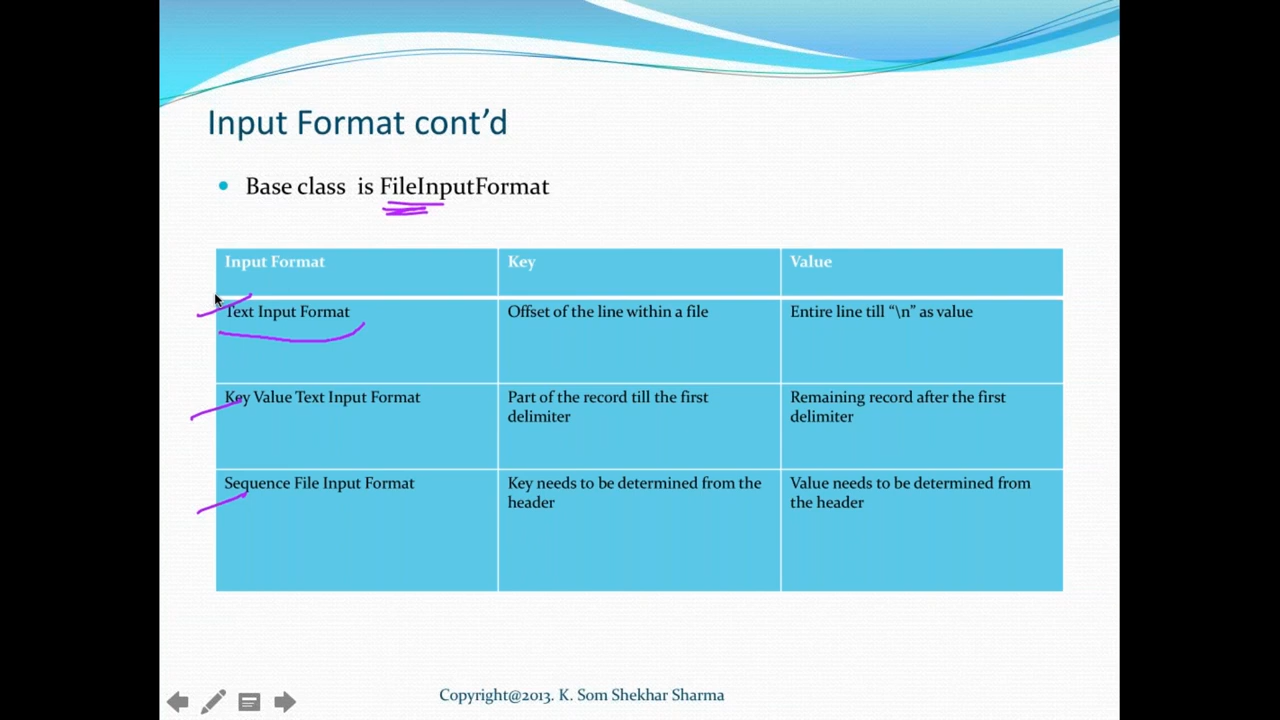 Input Format cont’d
Base class is FileInputFormat
Input Format Key Value
Text Input Format Offset of the line within a file Entire line till “\n” as value
Key Value Text Input Format Part of the record till the first Remaining record after the first
delimiter delimiter
Sequence File Input Format Key needs to be determined from the Value needs to be determined from
header the header
Copyright@2013. K. Som Shekhar Sharma